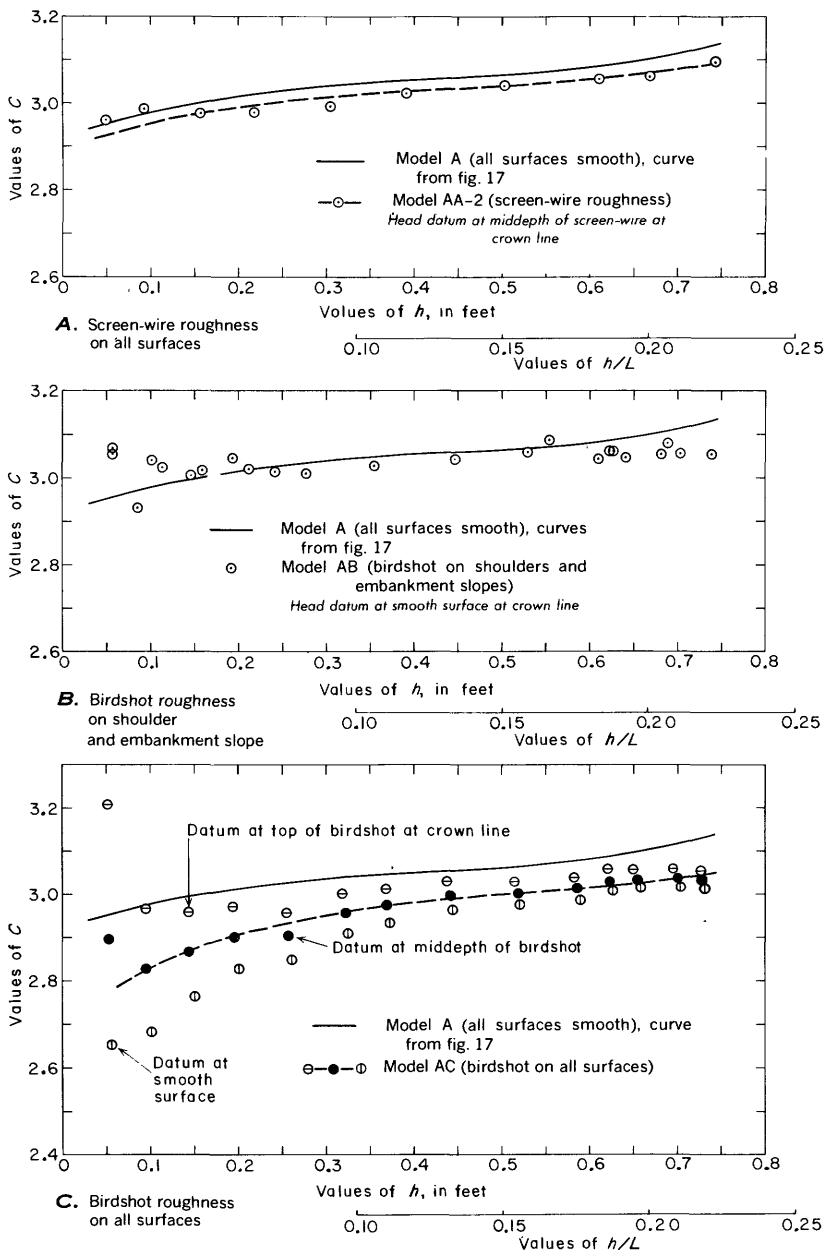 3.2
3.0
2.8
2.6
Values of C
Model A (all surfaces smooth), curve
from fig. 17
Model AA-2 (screen-wire roughness)
Head datum at middepth of screen-wire at
crown line
0 0.1 0.2 0.3 0.4 0.5 0.6 0.7 0.8
Values of h, in feet
A. Screen-wire roughness
on all surfaces
0.10 0.15 0.20 0.25
Values of h/L
3.2
3.0
2.8
2.6
Values of C
Model A (all surfaces smooth), curves
from fig. 17
Model AB (birdshot on shoulders and
embankment slopes)
Head datum at smooth surface at crown line
0 0.1 0.2 0.3 0.4 0.5 0.6 0.7 0.8
Values of h, in feet
B. Birdshot roughness
on shoulder
and embankment slope
0.10 0.15 0.20 0.25
Values of h/L
3.2
3.0
2.8
2.6
2.4
Values of C
Datum at top of birdshot at crown line
Datum at middepth of birdshot
Model A (all surfaces smooth), curve
from fig. 17
Model AC (birdshot on all surfaces)
Datum at
smooth
surface
0 0.1 0.2 0.3 0.4 0.5 0.6 0.7 0.8
Values of h, in feet
C. Birdshot roughness
on all surfaces
0.10 0.15 0.20 0.25
Values of h/L